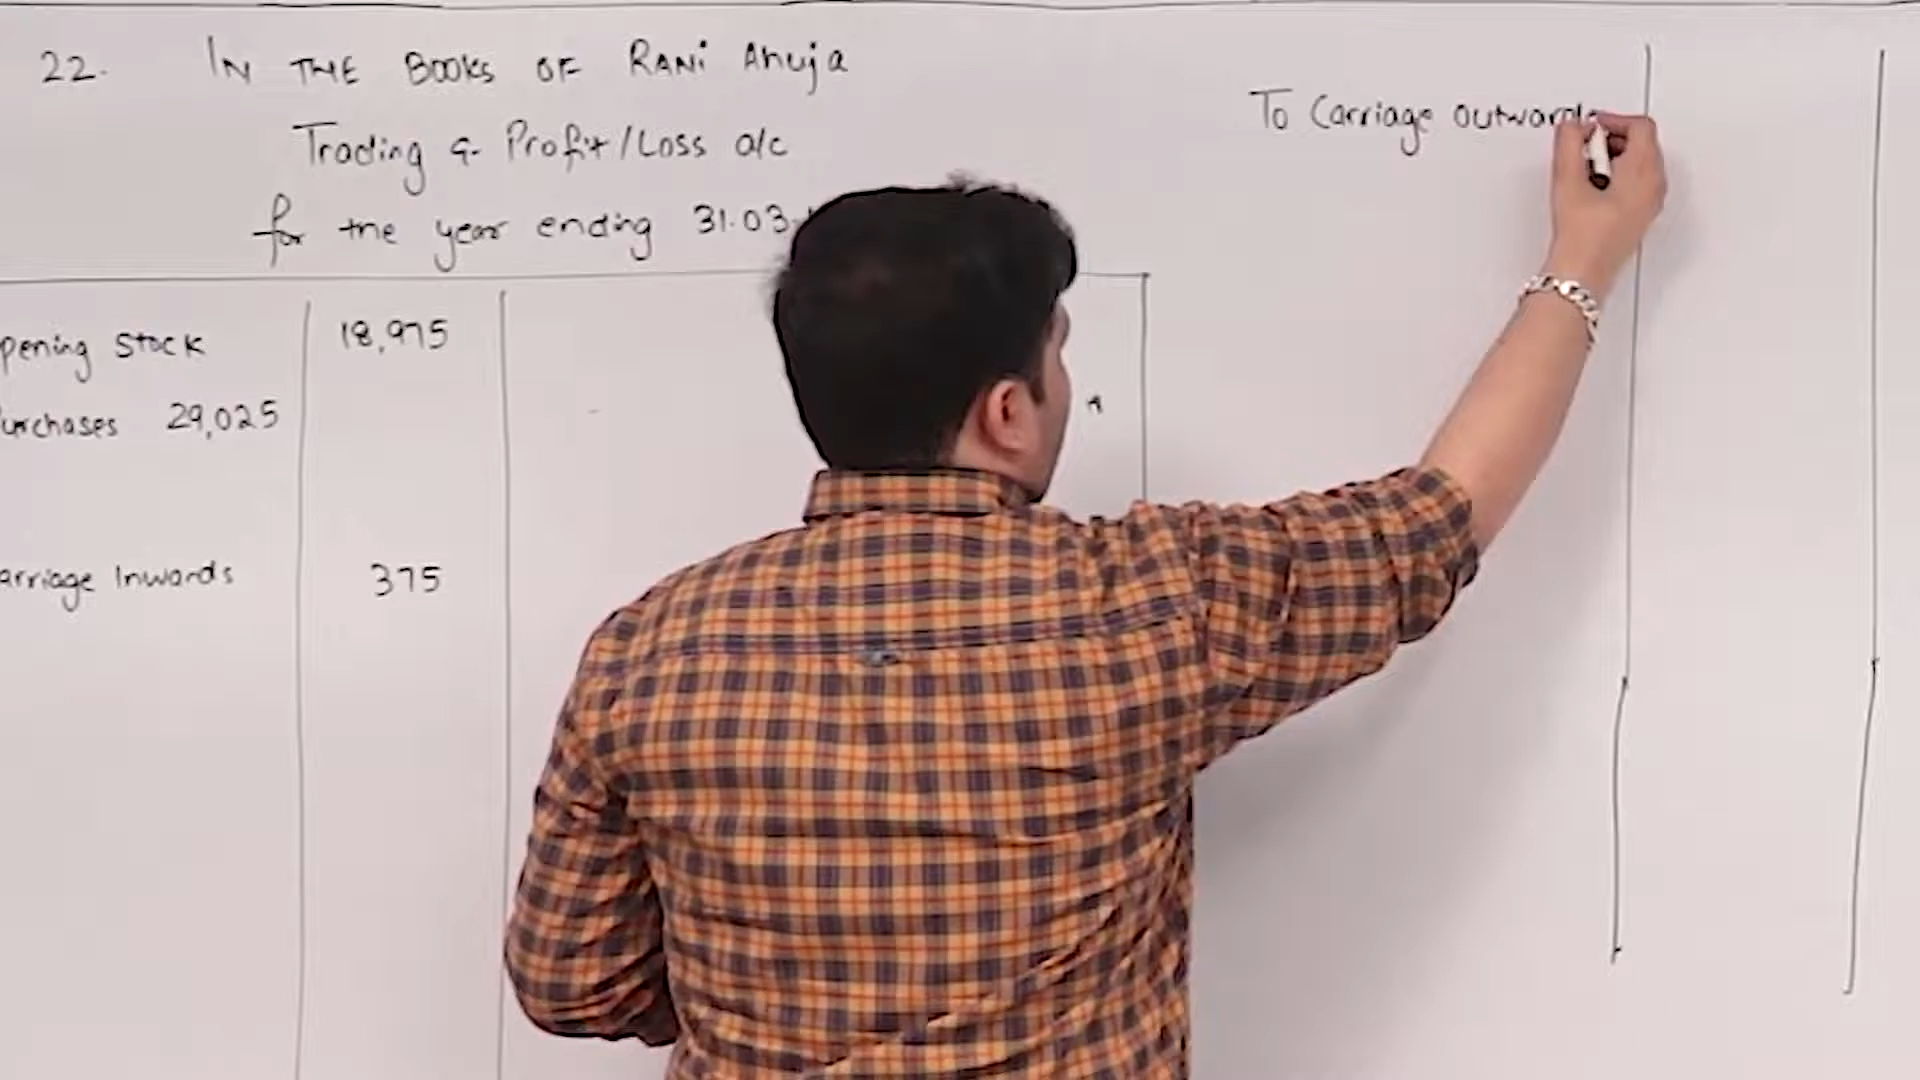 22. IN THE BOOKS OF RANi Ahuja
Trading & Profit/Loss a/c
for the year ending 31.03.
To Carriage outwards
pening Stock 18,975
urchases 29,025
arriage Inwards 375